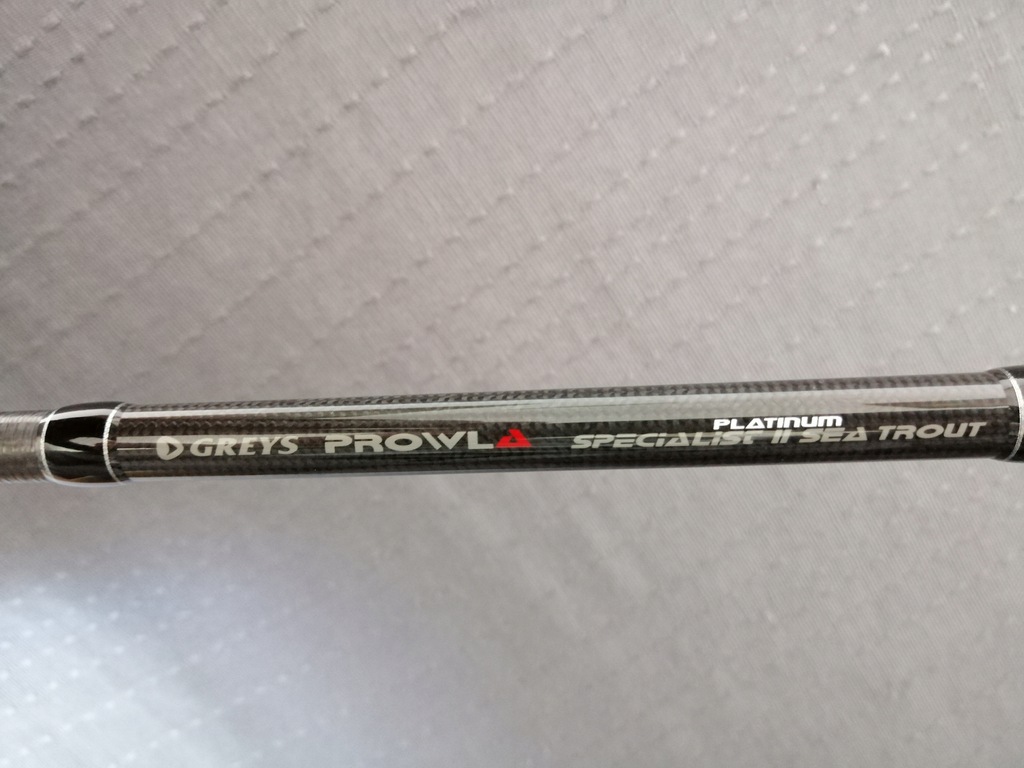 GREYS PROWLA
PLATINUM
SPECIALIST II SEA TROUT